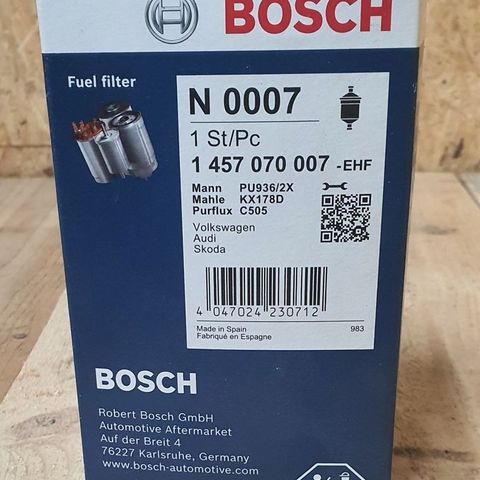 BOSCH
Fuel filter
N 0007
1 St/Pc
1 457 070 007 -EHF
Mann PU936/2X
Mahle KX178D
Purflux C505
Volkswagen
Audi
Skoda
4 047024 230712
Made in Spain
Fabriqué en Espagne
983
BOSCH
Robert Bosch GmbH
Automotive Aftermarket
Auf der Breit 4
76227 Karlsruhe, Germany
www.bosch-automotive.com